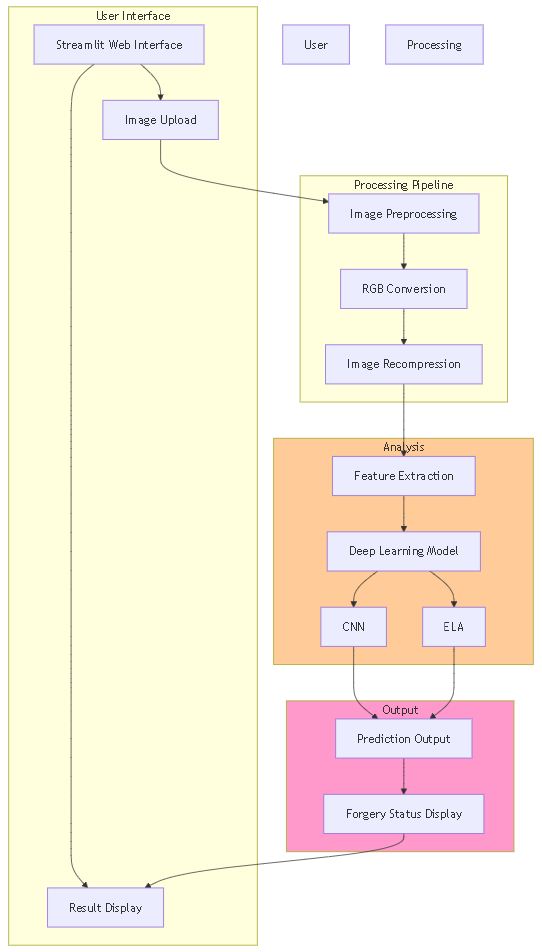 User Interface
Streamlit Web Interface
User
Processing
Image Upload
Processing Pipeline
Image Preprocessing
RGB Conversion
Image Recompression
Analysis
Feature Extraction
Deep Learning Model
CNN
ELA
Output
Prediction Output
Forgery Status Display
Result Display